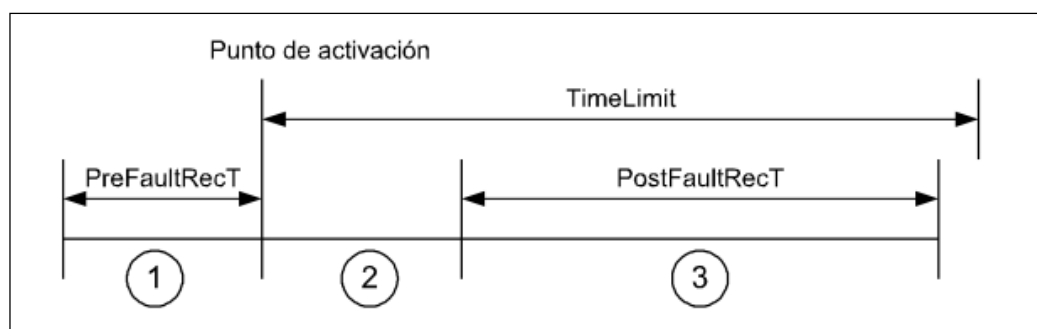 Punto de activación
TimeLimit
PreFaultRecT
PostFaultRecT
1
2
3